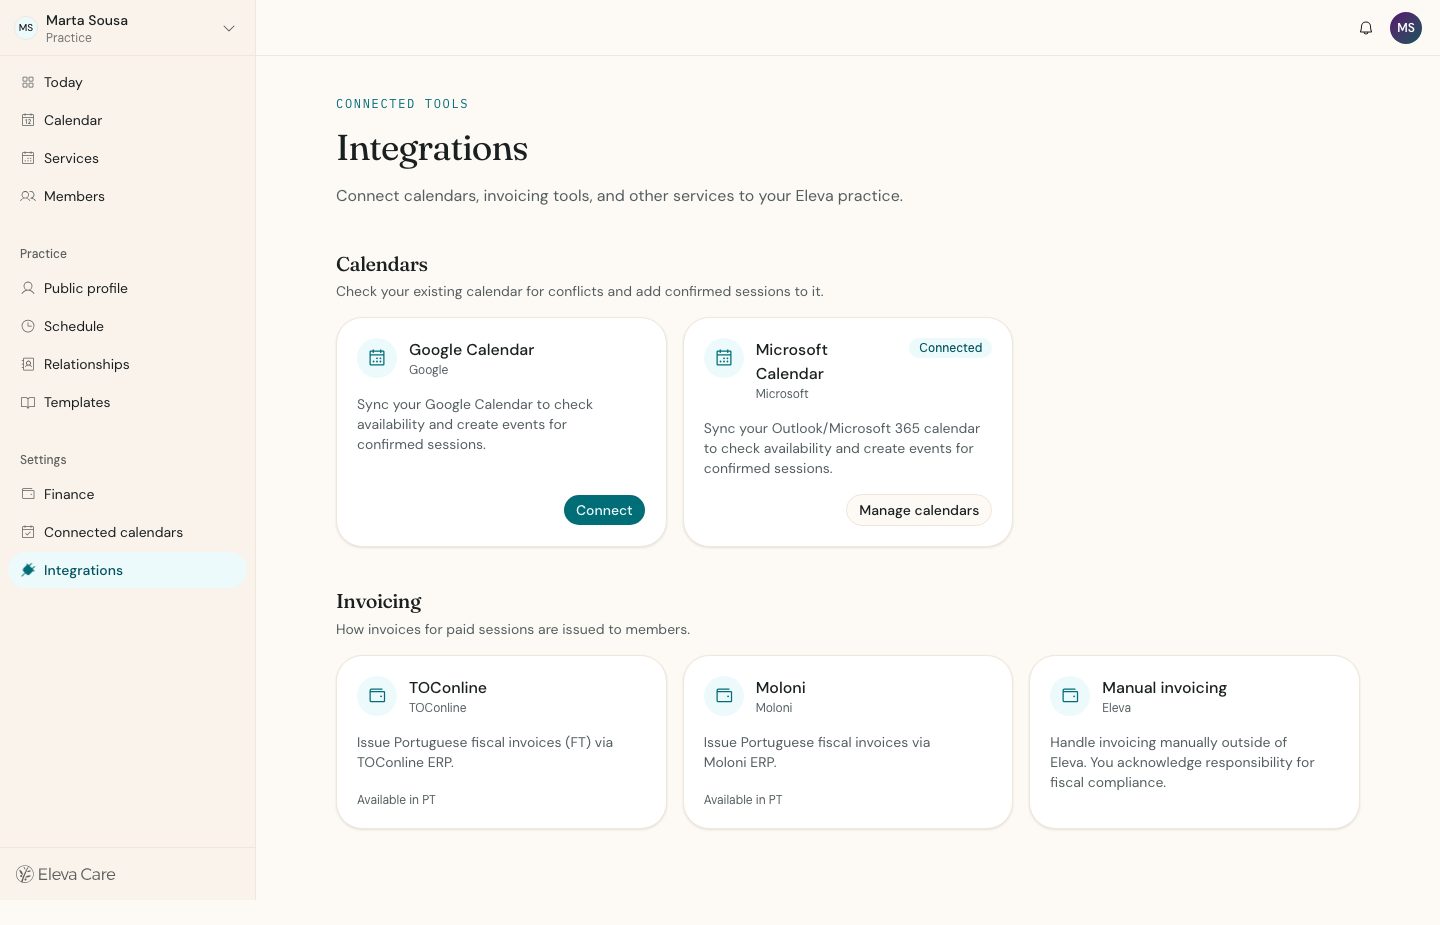 MS
Marta Sousa
Practice
MS
Today
Calendar
Services
Members
Practice
Public profile
Schedule
Relationships
Templates
Settings
Finance
Connected calendars
Integrations
Eleva Care
CONNECTED TOOLS
Integrations
Connect calendars, invoicing tools, and other services to your Eleva practice.
Calendars
Check your existing calendar for conflicts and add confirmed sessions to it.
Google Calendar
Google
Sync your Google Calendar to check
availability and create events for
confirmed sessions.
Connect
Microsoft
Calendar
Connected
Microsoft
Sync your Outlook/Microsoft 365 calendar
to check availability and create events for
confirmed sessions.
Manage calendars
Invoicing
How invoices for paid sessions are issued to members.
TOConline
TOConline
Issue Portuguese fiscal invoices (FT) via
TOConline ERP.
Available in PT
Moloni
Moloni
Issue Portuguese fiscal invoices via
Moloni ERP.
Available in PT
Manual invoicing
Eleva
Handle invoicing manually outside of
Eleva. You acknowledge responsibility for
fiscal compliance.